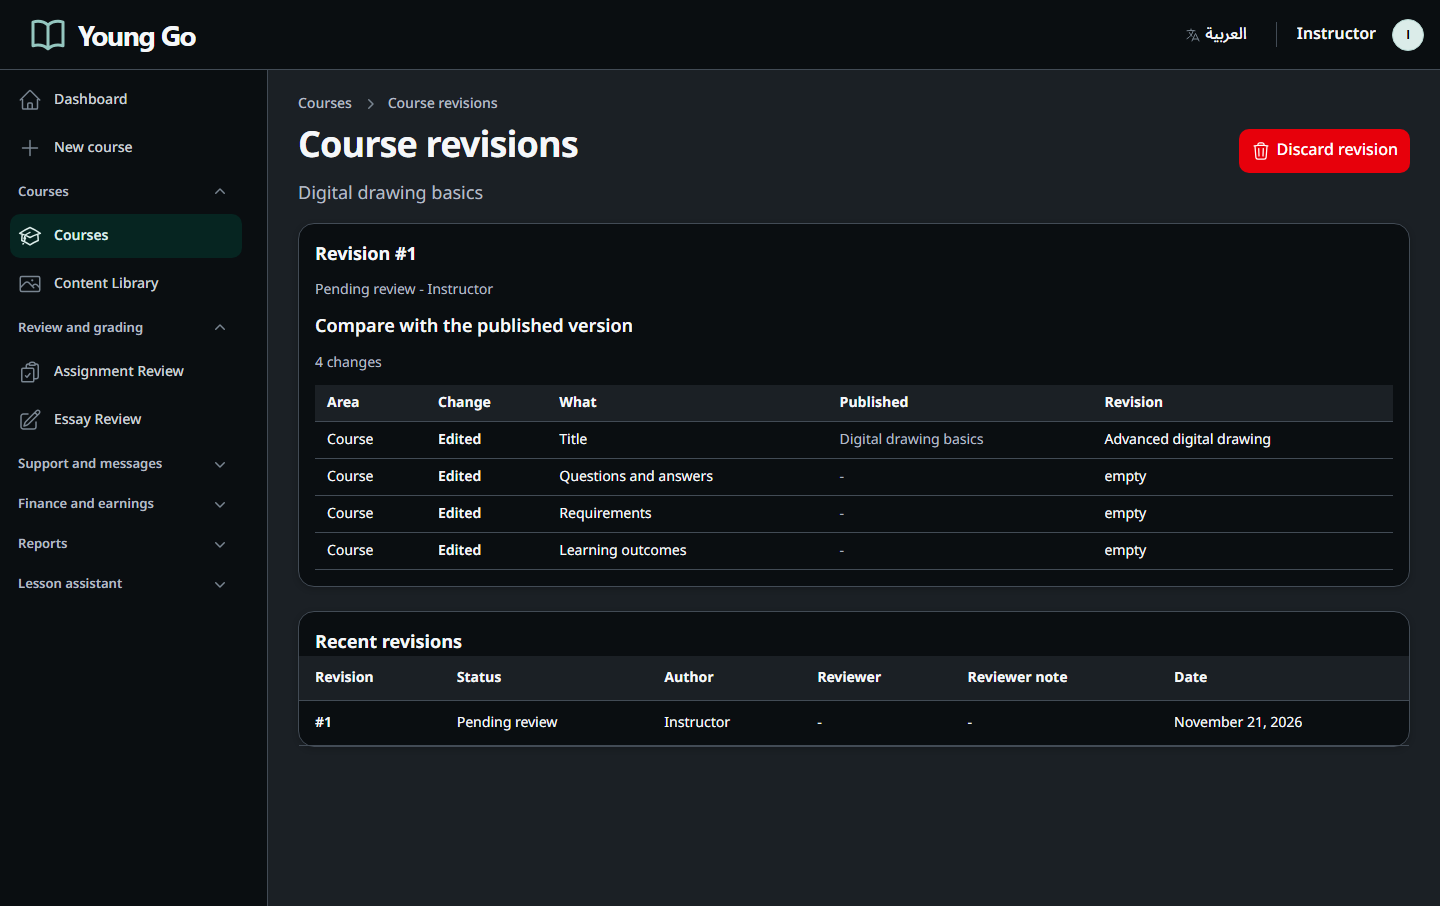 Young Go
العربية
Instructor
I
Dashboard
New course
Courses
Courses
Content Library
Review and grading
Assignment Review
Essay Review
Support and messages
Finance and earnings
Reports
Lesson assistant
Courses > Course revisions
Course revisions
Discard revision
Digital drawing basics
Revision #1
Pending review - Instructor
Compare with the published version
4 changes
Area Change What Published Revision
Course Edited Title Digital drawing basics Advanced digital drawing
Course Edited Questions and answers - empty
Course Edited Requirements - empty
Course Edited Learning outcomes - empty
Recent revisions
Revision Status Author Reviewer Reviewer note Date
#1 Pending review Instructor - - November 21, 2026